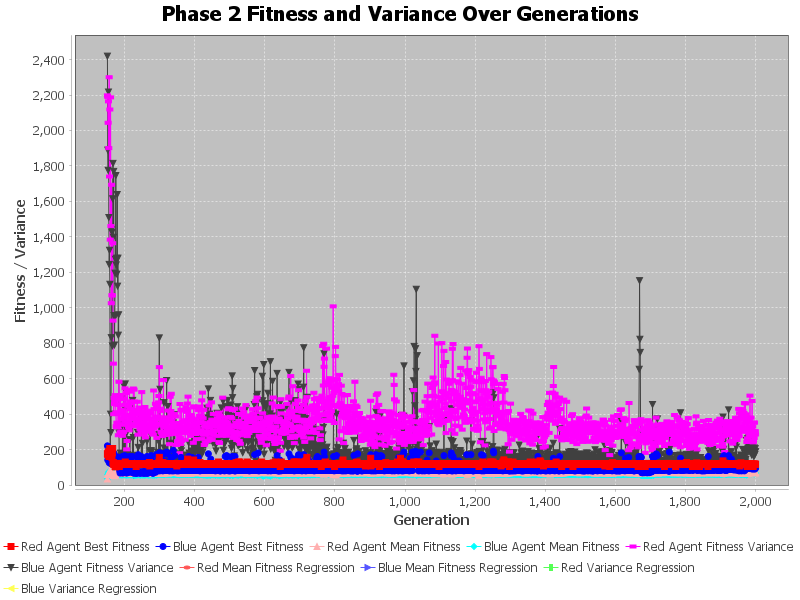 Phase 2 Fitness and Variance Over Generations
2,400
2,200
2,000
1,800
1,600
1,400
1,200
1,000
800
600
400
200
0
Fitness / Variance
200 400 600 800 1,000 1,200 1,400 1,600 1,800 2,000
Generation
Red Agent Best Fitness Blue Agent Best Fitness Red Agent Mean Fitness Blue Agent Mean Fitness Red Agent Fitness Variance
Blue Agent Fitness Variance Red Mean Fitness Regression Blue Mean Fitness Regression Red Variance Regression
Blue Variance Regression